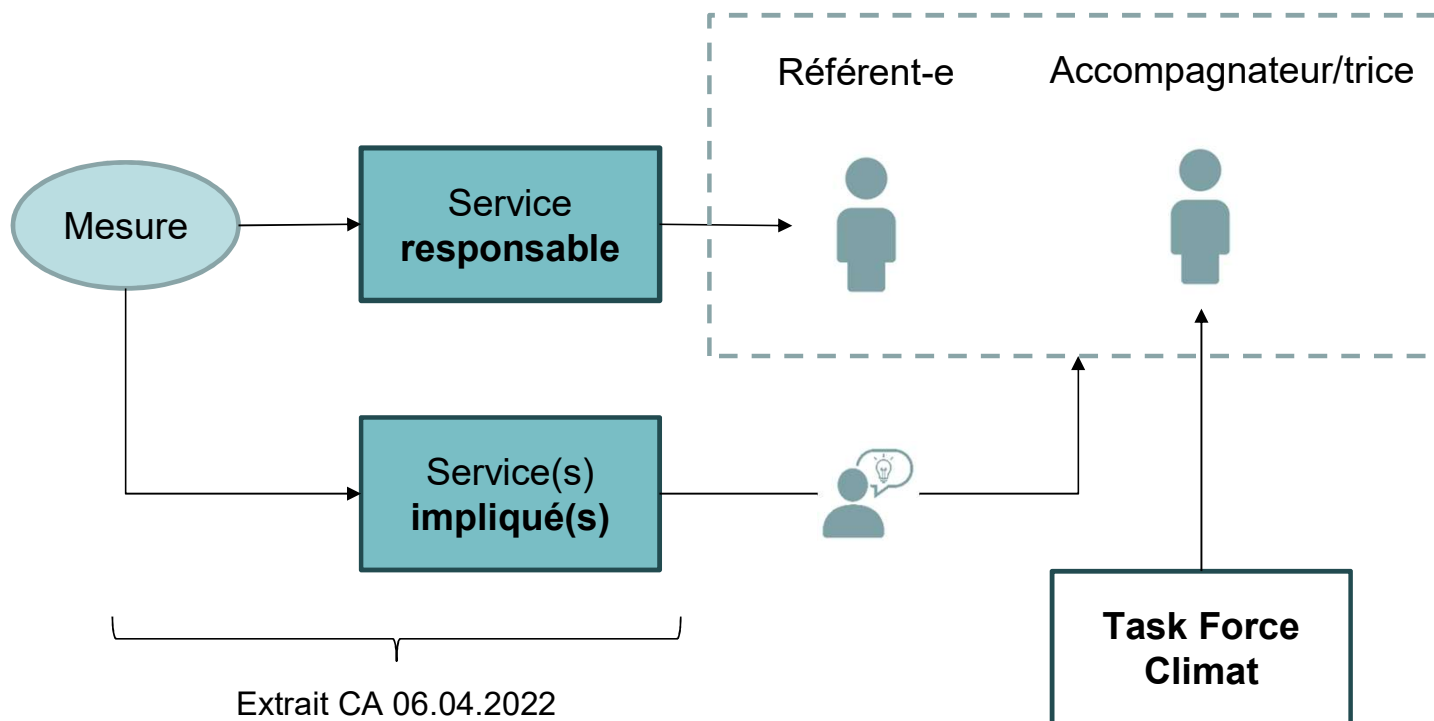 Référent-e
Accompagnateur/trice
Mesure
Service
responsable
Service(s)
impliqué(s)
Task Force
Climat
Extrait CA 06.04.2022